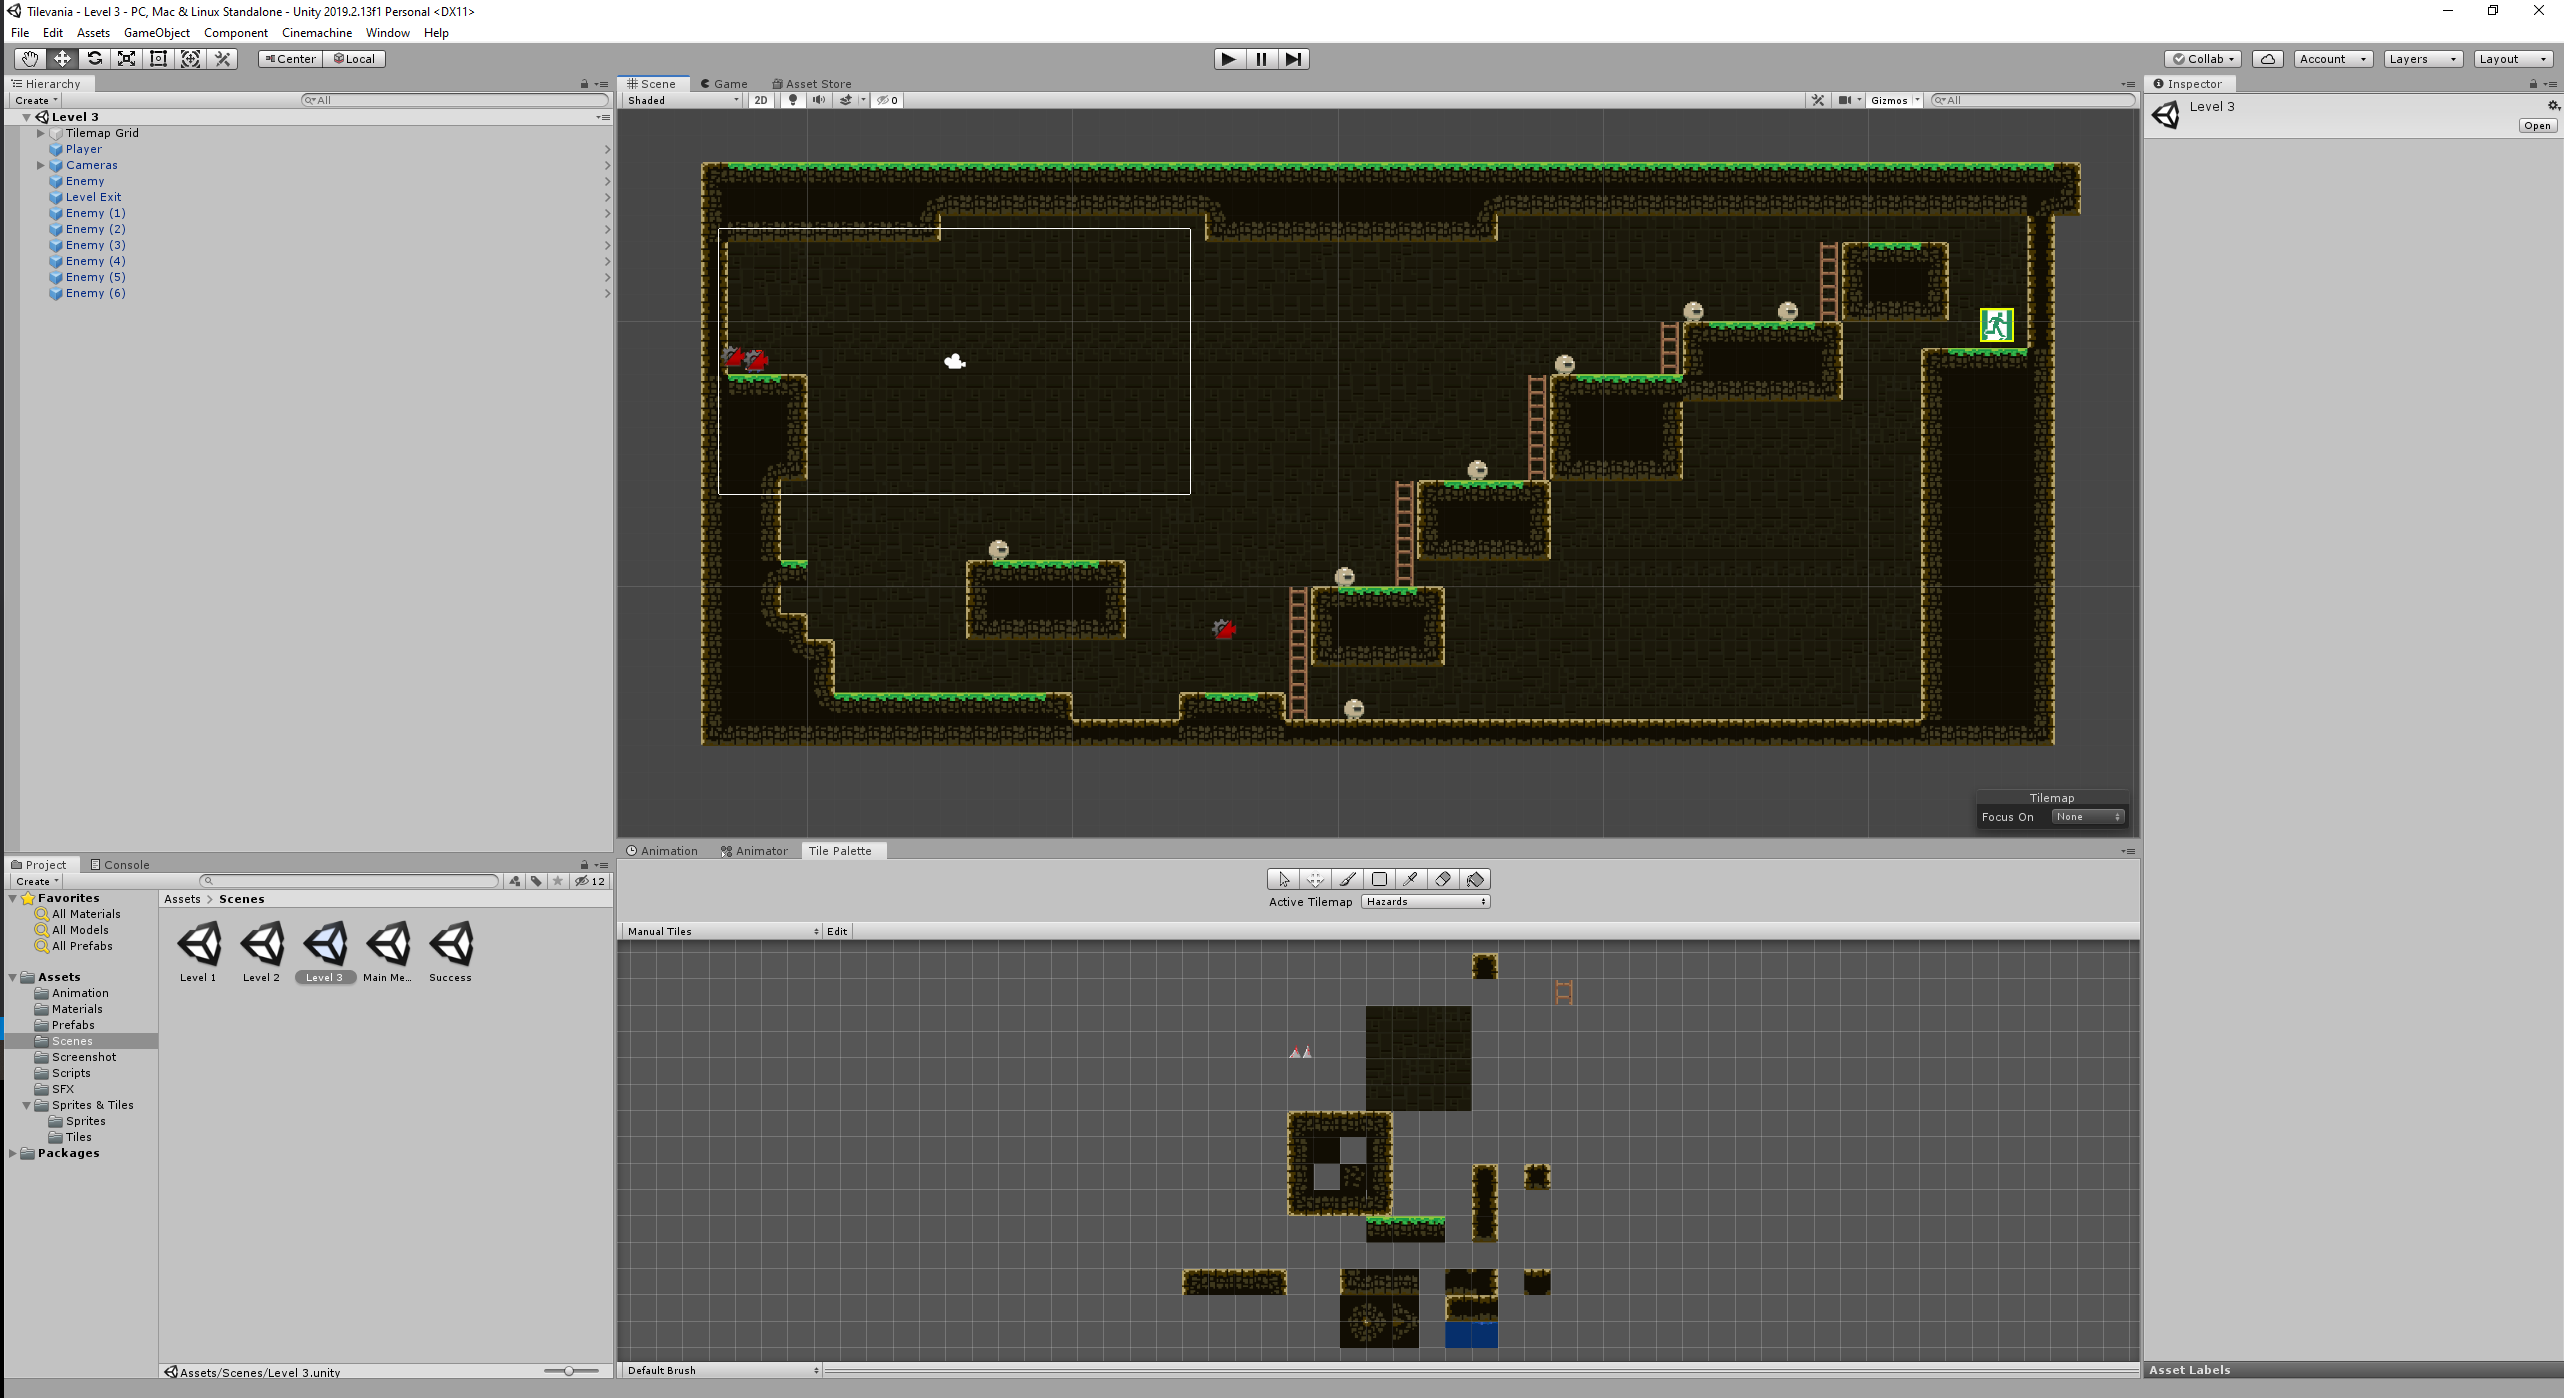 Tilevania - Level 3 - PC, Mac & Linux Standalone - Unity 2019.2.13f1 Personal <DX11>
File Edit Assets GameObject Component Cinemachine Window Help
Center Local
Collab Account Layers Layout
Hierarchy
Create All
Level 3
Tilemap Grid
Player
Cameras
Enemy
Level Exit
Enemy (1)
Enemy (2)
Enemy (3)
Enemy (4)
Enemy (5)
Enemy (6)
Scene Game Asset Store
Shaded 2D 0 Gizmos All
Tilemap
Focus On None
Inspector
Level 3
Open
Project Console
Create 12
Favorites
All Materials
All Models
All Prefabs
Assets
Animation
Materials
Prefabs
Scenes
Screenshot
Scripts
SFX
Sprites & Tiles
Sprites
Tiles
Packages
Assets > Scenes
Level 1 Level 2 Level 3 Main Me... Success
Assets/Scenes/Level 3.unity
Animation Animator Tile Palette
Active Tilemap Hazards
Manual Tiles Edit
Default Brush
Asset Labels